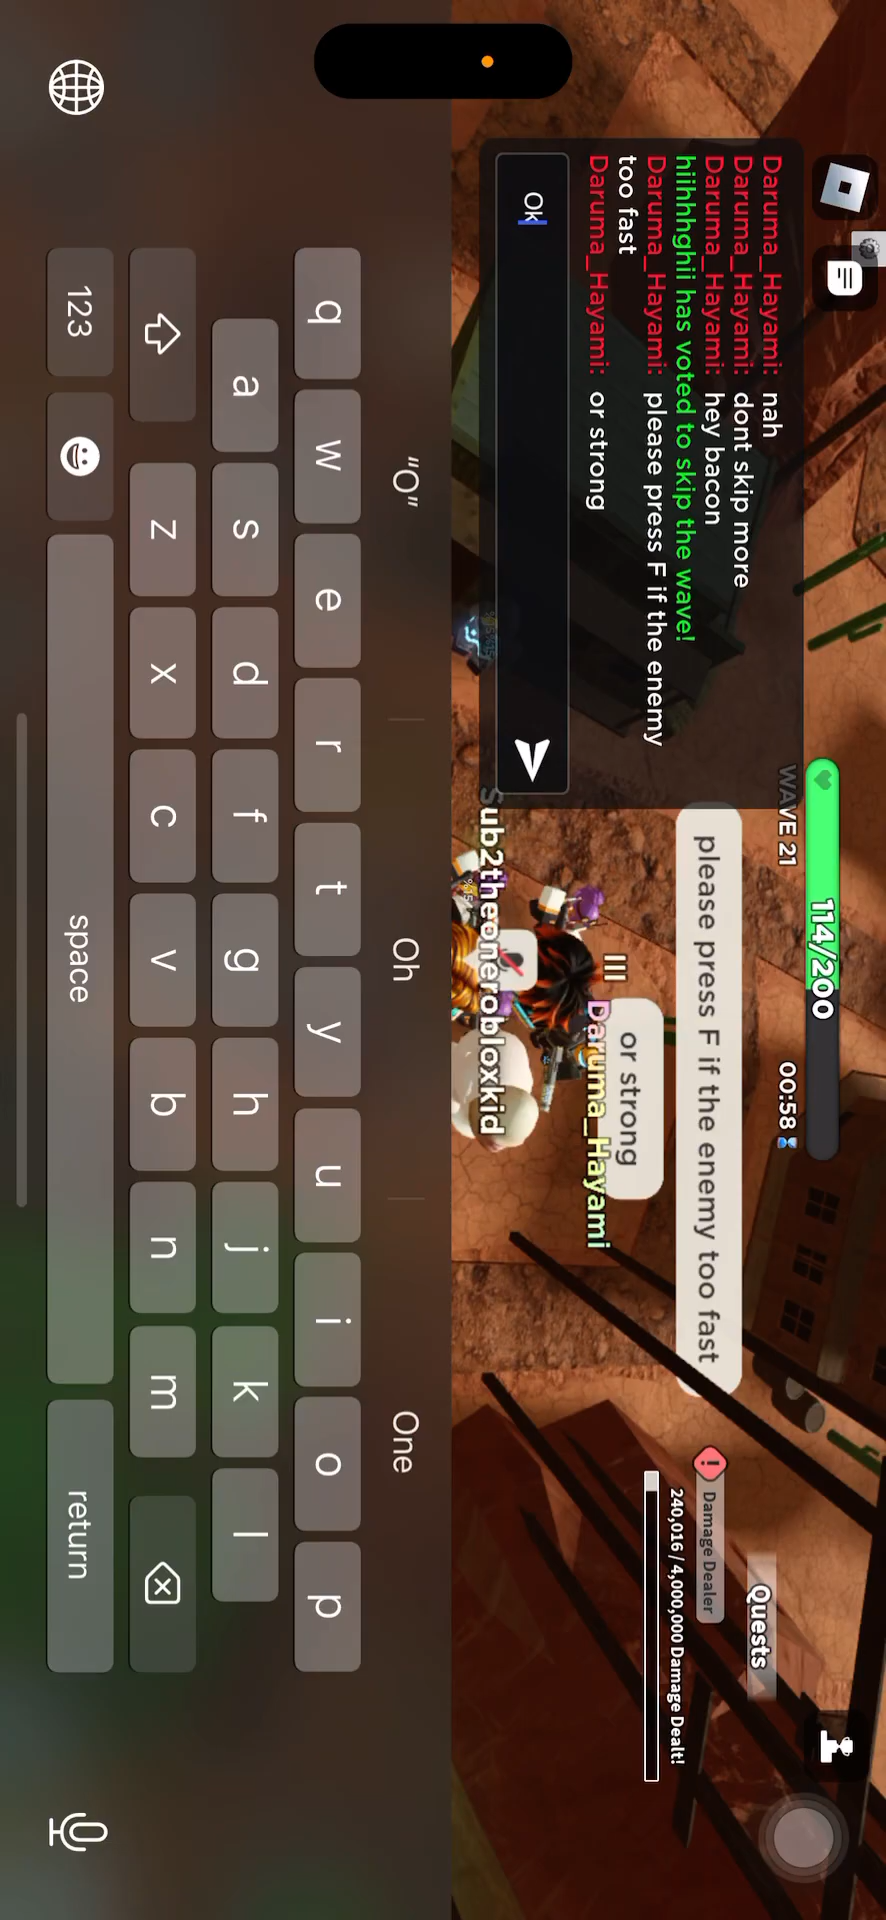 WAVE 21
114/200
00:58
Daruma_Hayami: nah
Daruma_Hayami: dont skip more
Daruma_Hayami: hey bacon
hiihhhghii has voted to skip the wave!
Daruma_Hayami: please press F if the enemy
too fast
Daruma_Hayami: or strong
Ok
please press F if the enemy too fast
or strong
III
Daruma_Hayami
Sub2theonerobloxkid
Quests
! Damage Dealer
240,016 / 4,000,000 Damage Dealt!
"O" Oh One
q w e r t y u i o p
a s d f g h j k l
z x c v b n m
123 space return